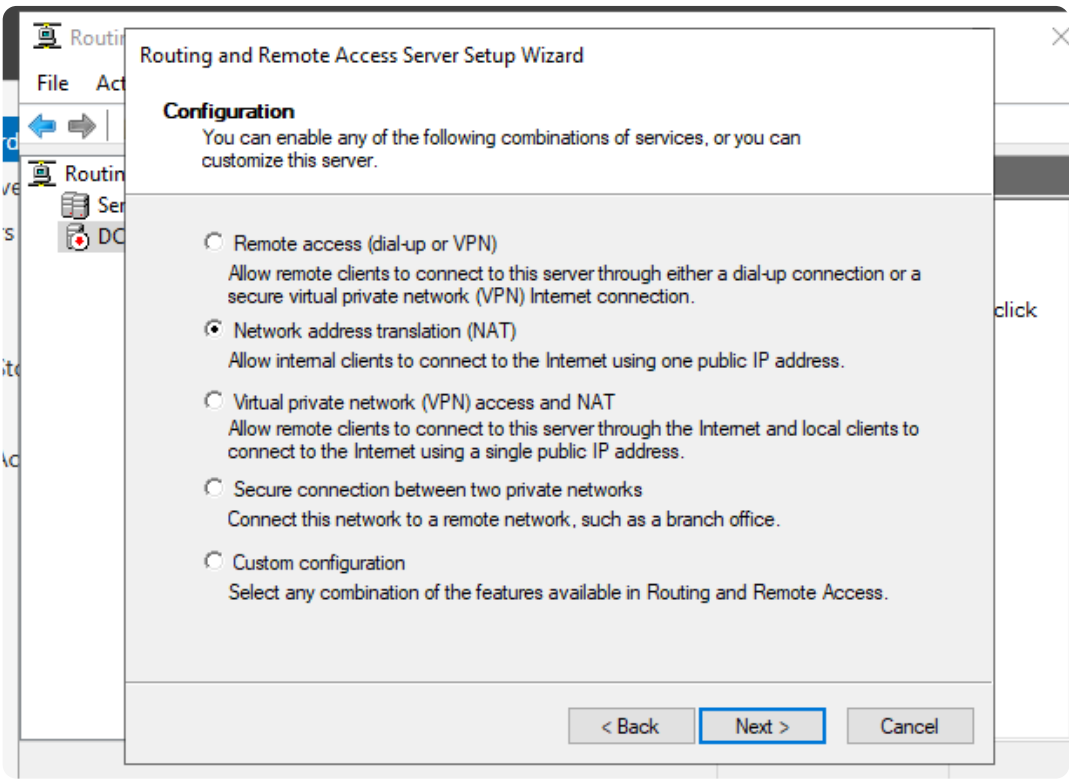 Routing and Remote Access Server Setup Wizard
File
Configuration
You can enable any of the following combinations of services, or you can
customize this server.
Remote access (dial-up or VPN)
Allow remote clients to connect to this server through either a dial-up connection or a
secure virtual private network (VPN) Internet connection.
click
Network address translation (NAT)
Allow internal clients to connect to the Internet using one public IP address.
Virtual private network (VPN) access and NAT
Allow remote clients to connect to this server through the Internet and local clients to
connect to the Internet using a single public IP address.
Secure connection between two private networks
Connect this network to a remote network, such as a branch office.
Custom configuration
Select any combination of the features available in Routing and Remote Access.
< Back Next > Cancel